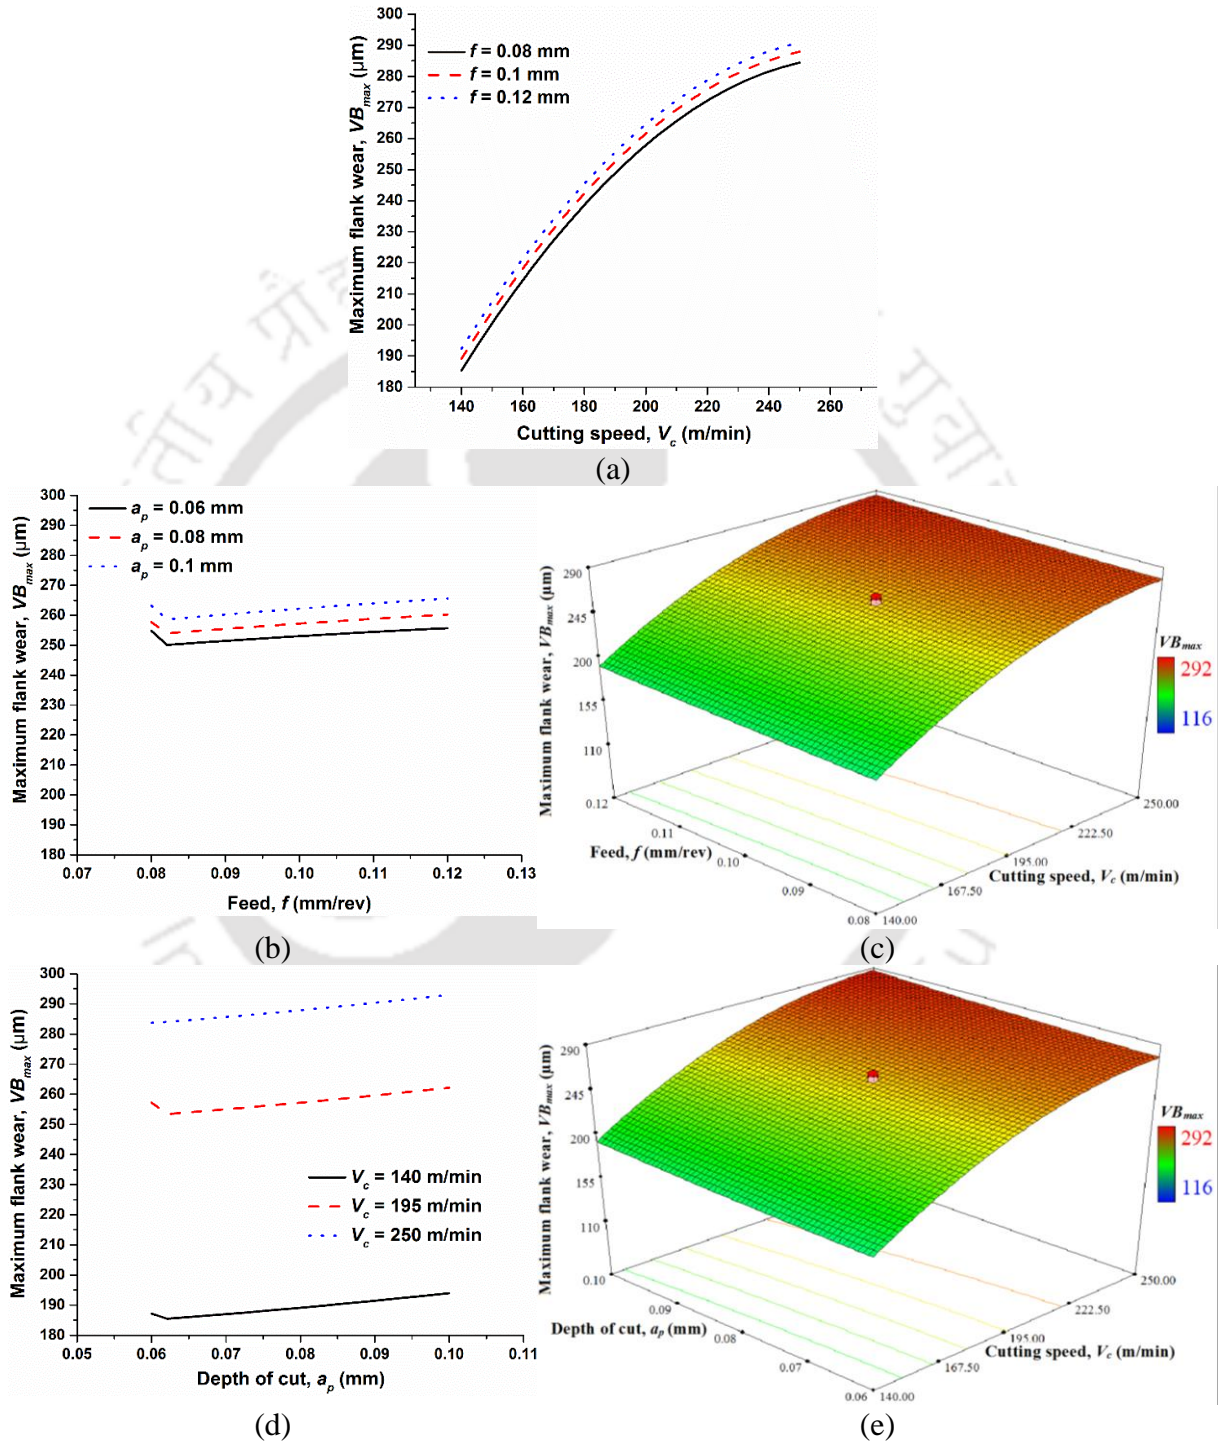 300
290
280
270
260
250
240
230
220
210
200
190
180
Maximum flank wear, VBmax (µm)
f = 0.08 mm
f = 0.1 mm
f = 0.12 mm
140 160 180 200 220 240 260
Cutting speed, Vc (m/min)
(a)
300
290
280
270
260
250
240
230
220
210
200
190
180
Maximum flank wear, VBmax (µm)
ap = 0.06 mm
ap = 0.08 mm
ap = 0.1 mm
0.07 0.08 0.09 0.10 0.11 0.12 0.13
Feed, f (mm/rev)
(b)
290
245
200
155
110
Maximum flank wear, VBmax (µm)
0.12
0.11
0.10
0.09
0.08
Feed, f (mm/rev)
140.00
167.50
195.00
222.50
250.00
Cutting speed, Vc (m/min)
VBmax
292
116
(c)
300
290
280
270
260
250
240
230
220
210
200
190
180
Maximum flank wear, VBmax (µm)
Vc = 140 m/min
Vc = 195 m/min
Vc = 250 m/min
0.05 0.06 0.07 0.08 0.09 0.10 0.11
Depth of cut, ap (mm)
(d)
290
245
200
155
110
Maximum flank wear, VBmax (µm)
0.10
0.09
0.08
0.07
0.06
Depth of cut, ap (mm)
140.00
167.50
195.00
222.50
250.00
Cutting speed, Vc (m/min)
VBmax
292
116
(e)